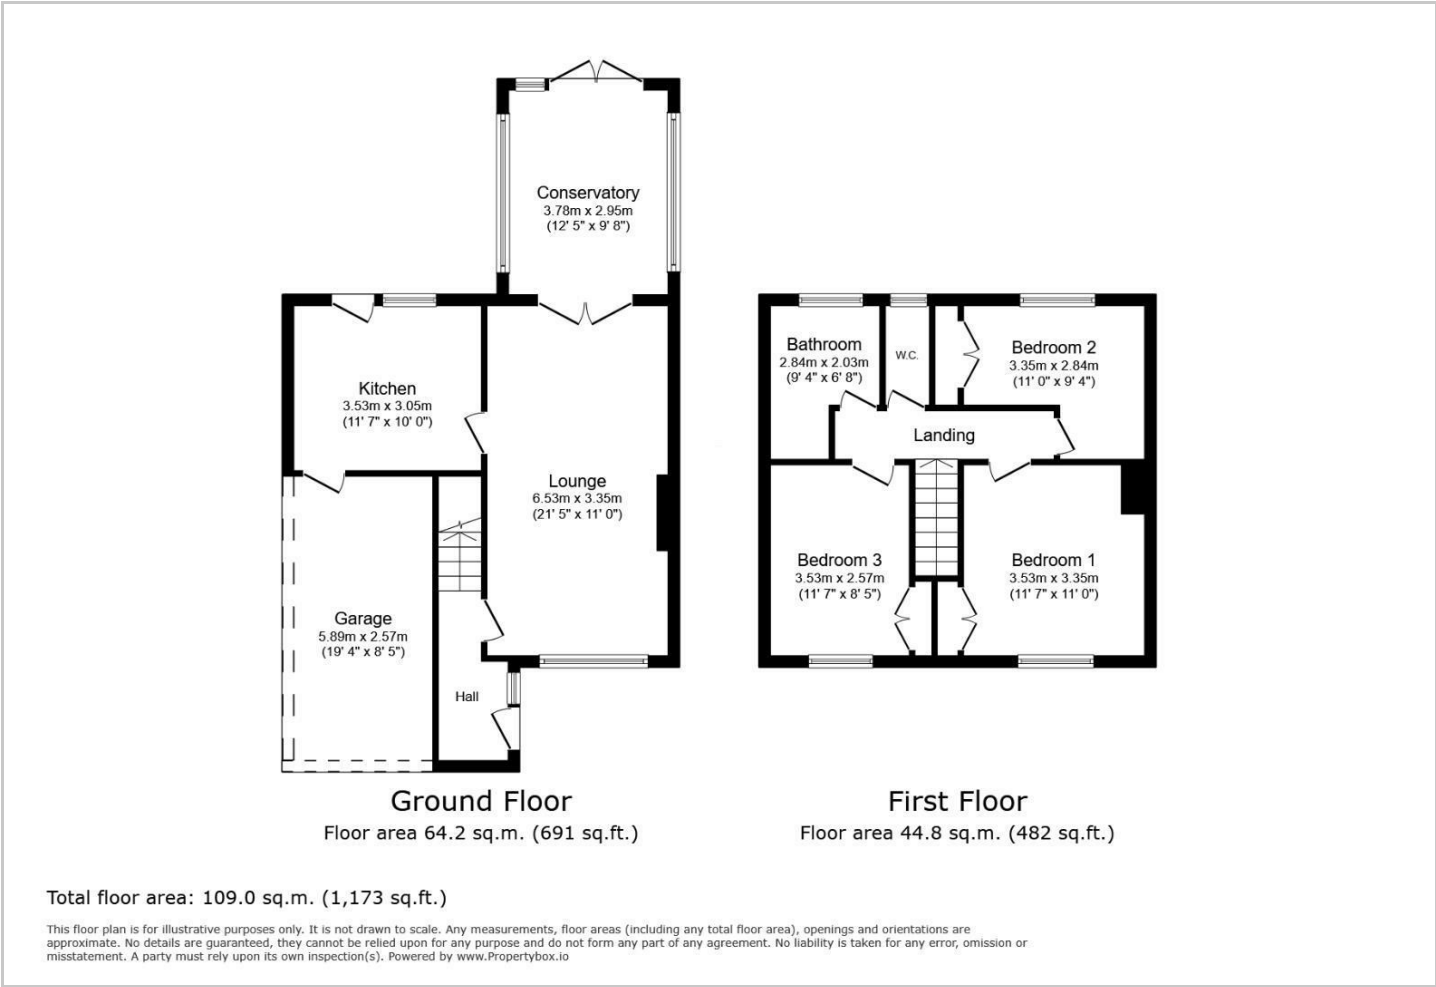 Conservatory
3.78m x 2.95m
(12' 5" x 9' 8")
Kitchen
3.53m x 3.05m
(11' 7" x 10' 0")
Lounge
6.53m x 3.35m
(21' 5" x 11' 0")
Garage
5.89m x 2.57m
(19' 4" x 8' 5")
Hall
Ground Floor
Floor area 64.2 sq.m. (691 sq.ft.)
Bathroom
2.84m x 2.03m
(9' 4" x 6' 8")
W.C.
Bedroom 2
3.35m x 2.84m
(11' 0" x 9' 4")
Landing
Bedroom 3
3.53m x 2.57m
(11' 7" x 8' 5")
Bedroom 1
3.53m x 3.35m
(11' 7" x 11' 0")
First Floor
Floor area 44.8 sq.m. (482 sq.ft.)
Total floor area: 109.0 sq.m. (1,173 sq.ft.)
This floor plan is for illustrative purposes only. It is not drawn to scale. Any measurements, floor areas (including any total floor area), openings and orientations are
approximate. No details are guaranteed, they cannot be relied upon for any purpose and do not form any part of any agreement. No liability is taken for any error, omission or
misstatement. A party must rely upon its own inspection(s). Powered by www.Propertybox.io